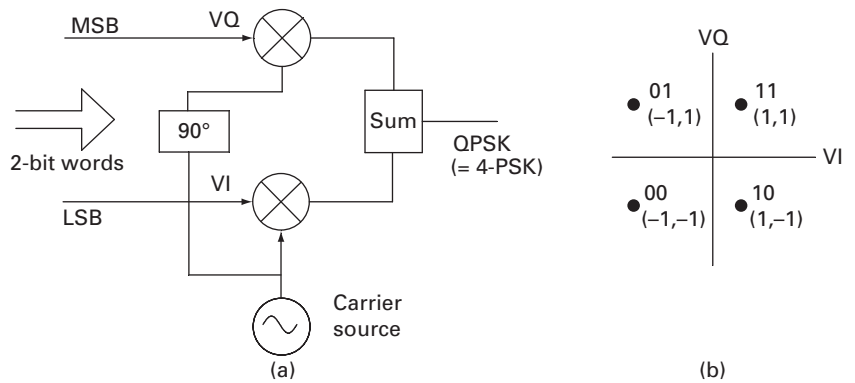 MSB
VQ
90°
Sum
QPSK
(= 4-PSK)
2-bit words
VI
LSB
Carrier
source
(a)
VQ
01
(–1,1)
11
(1,1)
VI
00
(–1,–1)
10
(1,–1)
(b)